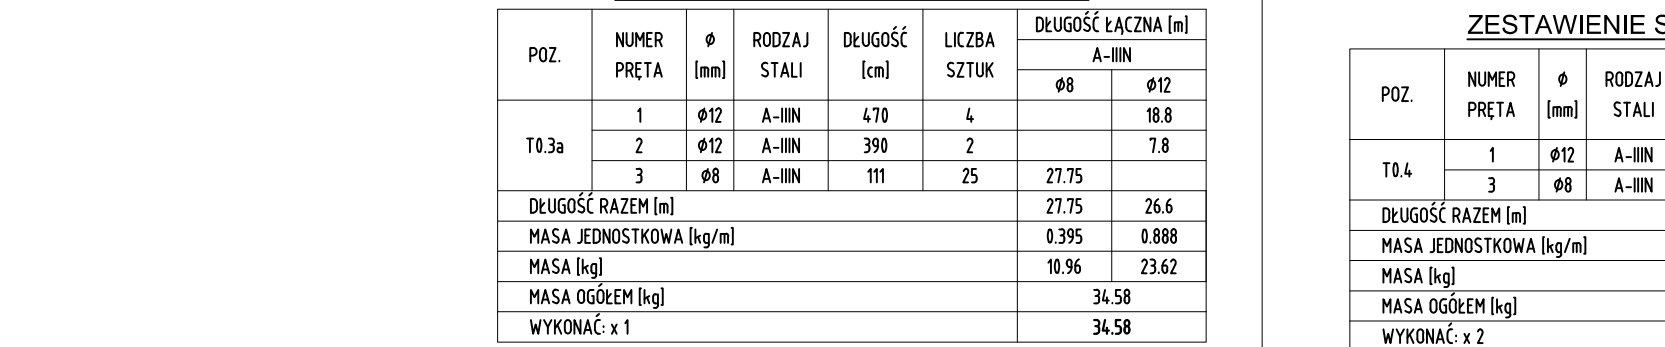 POZ. NUMER PRĘTA ϕ [mm] RODZAJ STALI DŁUGOŚĆ [cm] LICZBA SZTUK DŁUGOŚĆ ŁĄCZNA [m]
A-IIIN
ϕ8 ϕ12
T0.3a
1 ϕ12 A-IIIN 470 4 18.8
2 ϕ12 A-IIIN 390 2 7.8
3 ϕ8 A-IIIN 111 25 27.75
DŁUGOŚĆ RAZEM [m] 27.75 26.6
MASA JEDNOSTKOWA [kg/m] 0.395 0.888
MASA [kg] 10.96 23.62
MASA OGÓŁEM [kg] 34.58
WYKONAĆ: x 1 34.58
ZESTAWIENIE S
POZ. NUMER PRĘTA ϕ [mm] RODZAJ STALI
T0.4
1 ϕ12 A-IIIN
3 ϕ8 A-IIIN
DŁUGOŚĆ RAZEM [m]
MASA JEDNOSTKOWA [kg/m]
MASA [kg]
MASA OGÓŁEM [kg]
WYKONAĆ: x 2